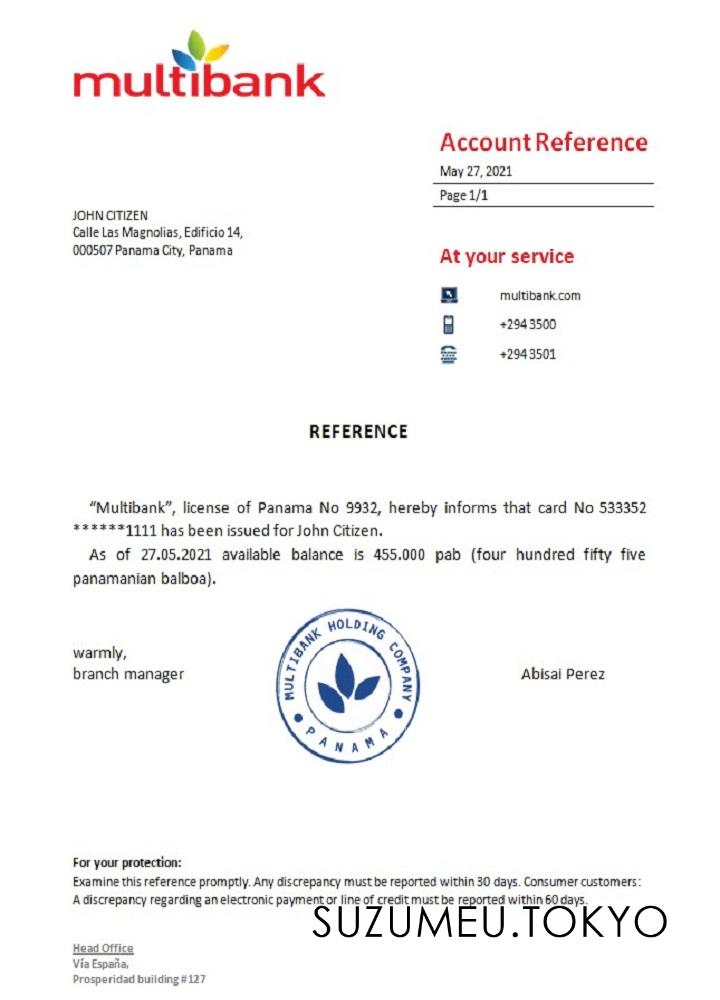 multibank
Account Reference
May 27, 2021
Page 1/1
JOHN CITIZEN
Calle Las Magnolias, Edificio 14,
000507 Panama City, Panama
At your service
multibank.com
+294 3500
+294 3501
REFERENCE
“Multibank”, license of Panama No 9932, hereby informs that card No 533352
******1111 has been issued for John Citizen.
As of 27.05.2021 available balance is 455.000 pab (four hundred fifty five
panamanian balboa).
warmly,
branch manager
MULTIBANK HOLDING COMPANY
PANAMA
Abisai Perez
For your protection:
Examine this reference promptly. Any discrepancy must be reported within 30 days. Consumer customers:
A discrepancy regarding an electronic payment or line of credit must be reported within 60 days.
SUZUMEU.TOKYO
Head Office
Vía España,
Prosperidad building #127